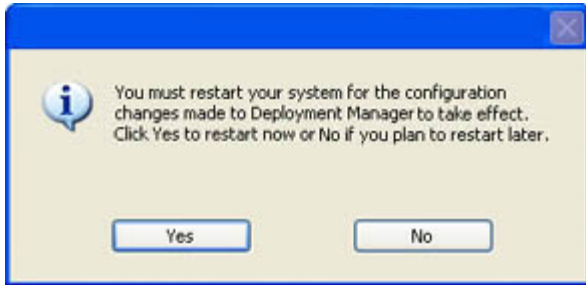 You must restart your system for the configuration
changes made to Deployment Manager to take effect.
Click Yes to restart now or No if you plan to restart later.
Yes
No